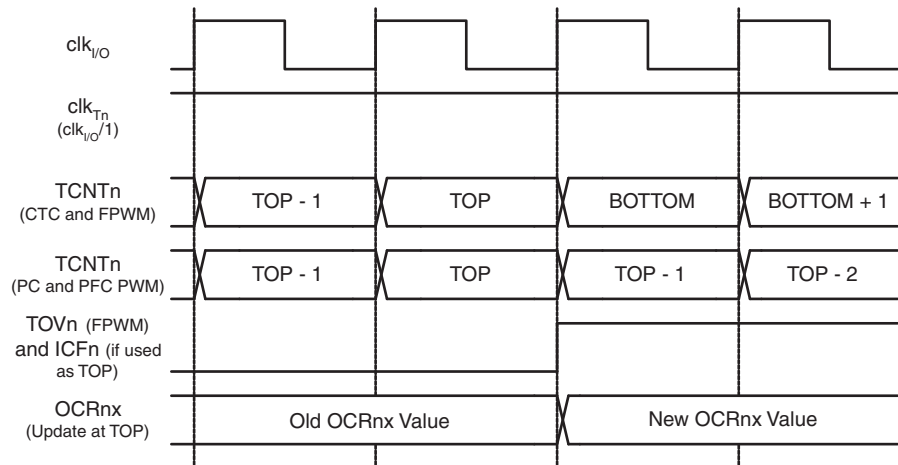 clkI/O
clkTn
(clkI/O/1)
TCNTn
(CTC and FPWM)
TOP - 1
TOP
BOTTOM
BOTTOM + 1
TCNTn
(PC and PFC PWM)
TOP - 1
TOP
TOP - 1
TOP - 2
TOVn (FPWM)
and ICFn (if used
as TOP)
OCRnx
(Update at TOP)
Old OCRnx Value
New OCRnx Value